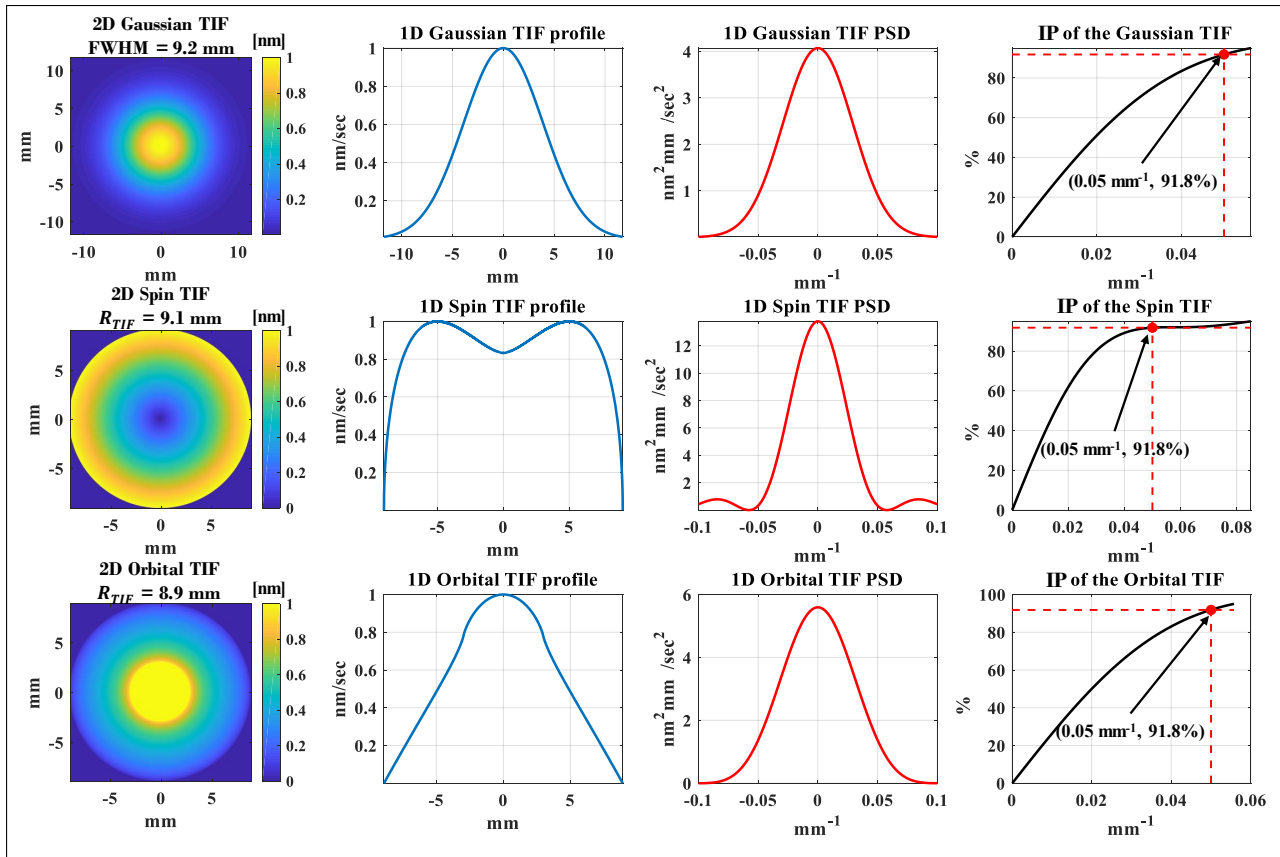 2D Gaussian TIF
FWHM = 9.2 mm
[nm]
10
5
0
-5
-10
mm
-10
0
10
mm
1
0.8
0.6
0.4
0.2
1D Gaussian TIF profile
1
0.8
0.6
0.4
0.2
nm/sec
-10
-5
0
5
10
mm
1D Gaussian TIF PSD
4
3
2
1
nm² mm /sec²
-0.05
0
0.05
mm⁻¹
IP of the Gaussian TIF
80
60
40
20
0
%
(0.05 mm⁻¹, 91.8%)
0
0.02
0.04
mm⁻¹
2D Spin TIF
R_TIF = 9.1 mm
[nm]
5
0
-5
mm
-5
0
5
mm
1
0.8
0.6
0.4
0.2
0
1D Spin TIF profile
1
0.8
0.6
0.4
0.2
nm/sec
-5
0
5
mm
1D Spin TIF PSD
12
10
8
6
4
2
nm² mm /sec²
-0.1
-0.05
0
0.05
0.1
mm⁻¹
IP of the Spin TIF
80
60
40
20
0
%
(0.05 mm⁻¹, 91.8%)
0
0.02
0.04
0.06
0.08
mm⁻¹
2D Orbital TIF
R_TIF = 8.9 mm
[nm]
5
0
-5
mm
-5
0
5
mm
1
0.8
0.6
0.4
0.2
0
1D Orbital TIF profile
1
0.8
0.6
0.4
0.2
nm/sec
-5
0
5
mm
1D Orbital TIF PSD
6
4
2
0
nm² mm /sec²
-0.1
-0.05
0
0.05
0.1
mm⁻¹
IP of the Orbital TIF
100
80
60
40
20
0
%
(0.05 mm⁻¹, 91.8%)
0
0.02
0.04
0.06
mm⁻¹